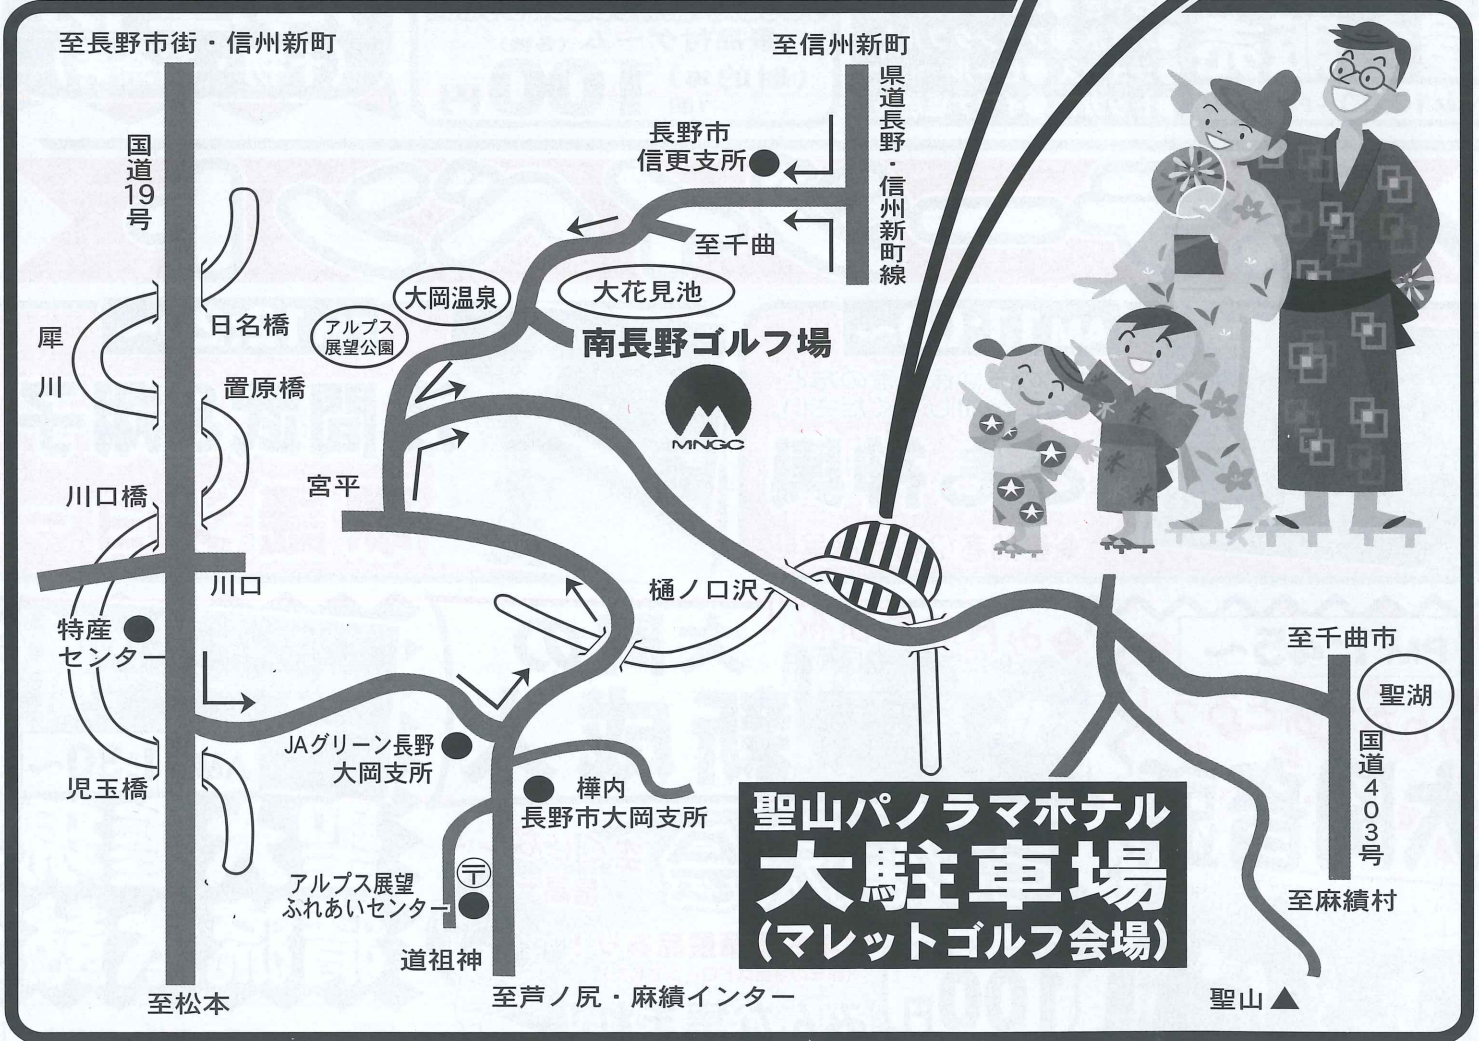 至長野市街・信州新町
至信州新町
国道19号
県道長野・信州新町線
長野市
信更支所
至千曲
大岡温泉
大花見池
アルプス
展望公園
南長野ゴルフ場
MNGC
日名橋
犀川
置原橋
宮平
川口橋
川口
樋ノ口沢
特産
センター
至千曲市
聖湖
国道403号
JAグリーン長野
大岡支所
児玉橋
樺内
長野市大岡支所
聖山パノラマホテル
大駐車場
(マレットゴルフ会場)
〒
アルプス展望
ふれあいセンター
至麻績村
道祖神
至松本
至芦ノ尻・麻績インター
聖山▲